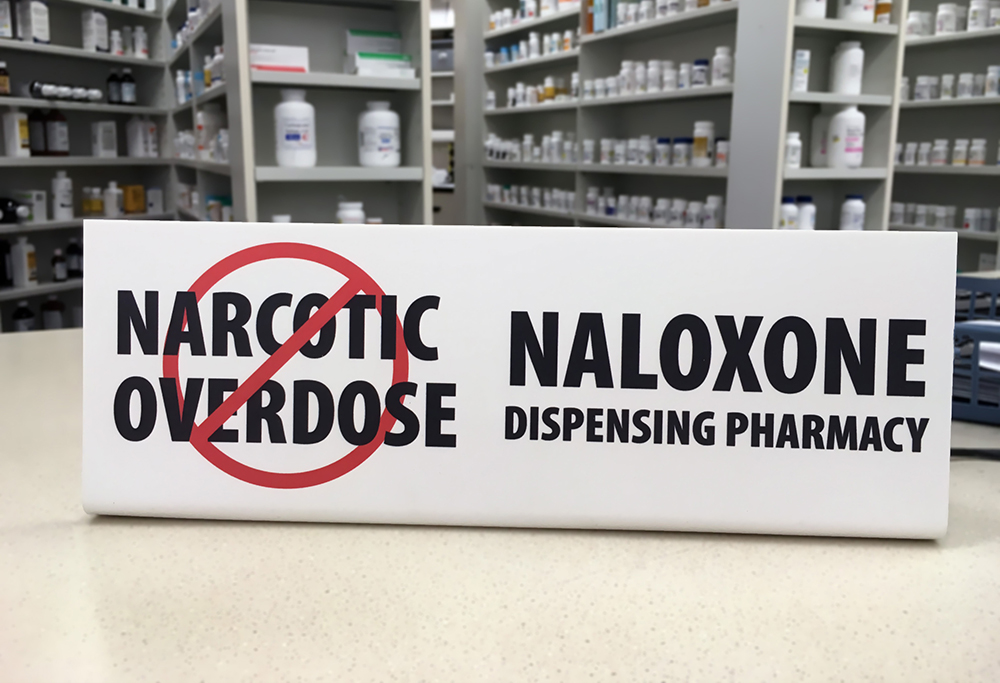 NARCOTIC
OVERDOSE
NALOXONE
DISPENSING PHARMACY